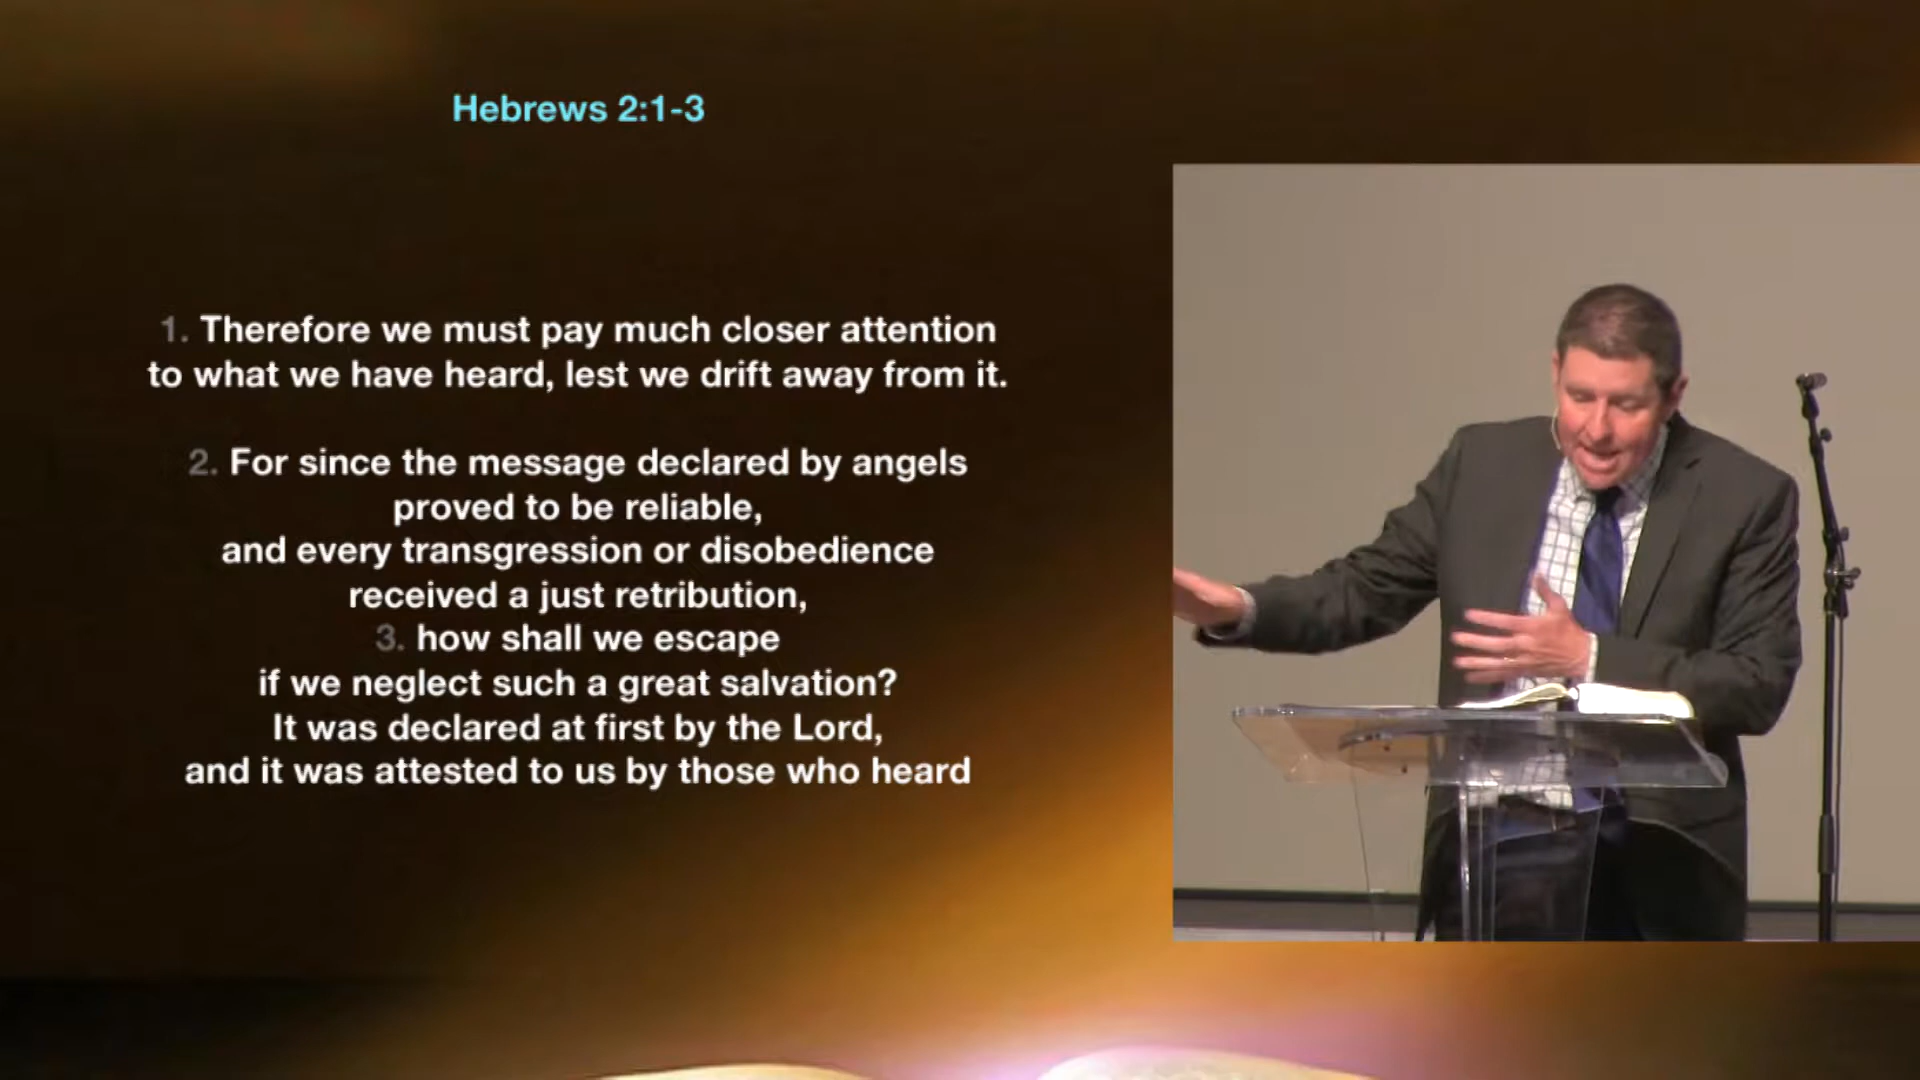 Hebrews 2:1-3
1. Therefore we must pay much closer attention
to what we have heard, lest we drift away from it.
2. For since the message declared by angels
proved to be reliable,
and every transgression or disobedience
received a just retribution,
3. how shall we escape
if we neglect such a great salvation?
It was declared at first by the Lord,
and it was attested to us by those who heard